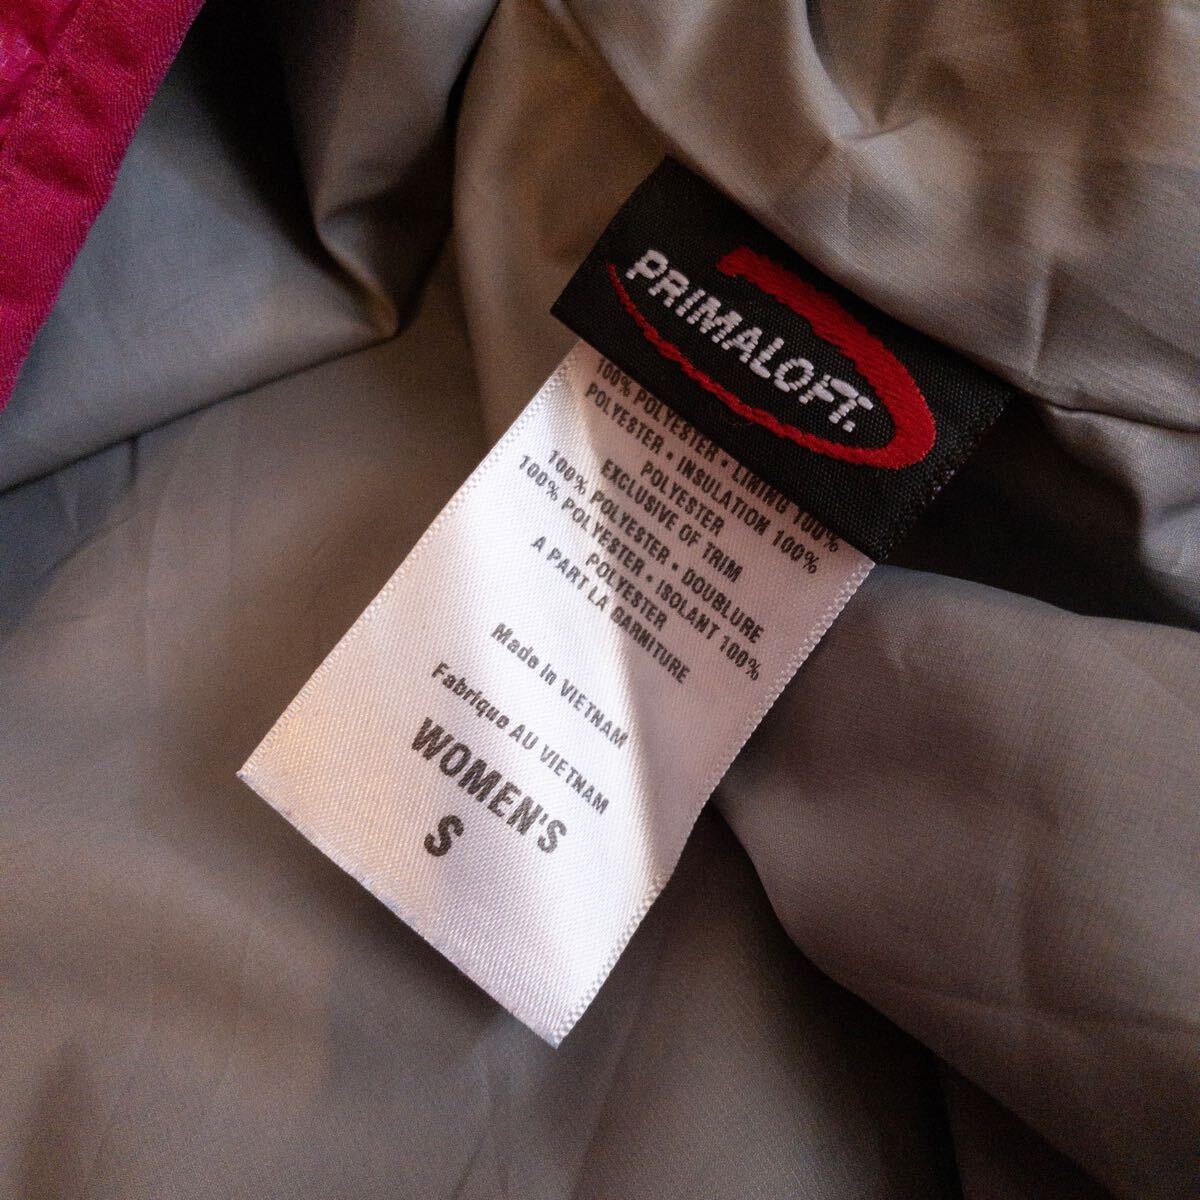 PRIMALOFT.
100% POLYESTER • LINING 100%
POLYESTER • INSULATION 100%
POLYESTER
EXCLUSIVE OF TRIM
100% POLYESTER • DOUBLURE
100% POLYESTER • ISOLANT 100%
POLYESTER
A PART LA GARNITURE
Made In VIETNAM
Fabrique AU VIETNAM
WOMEN'S
S